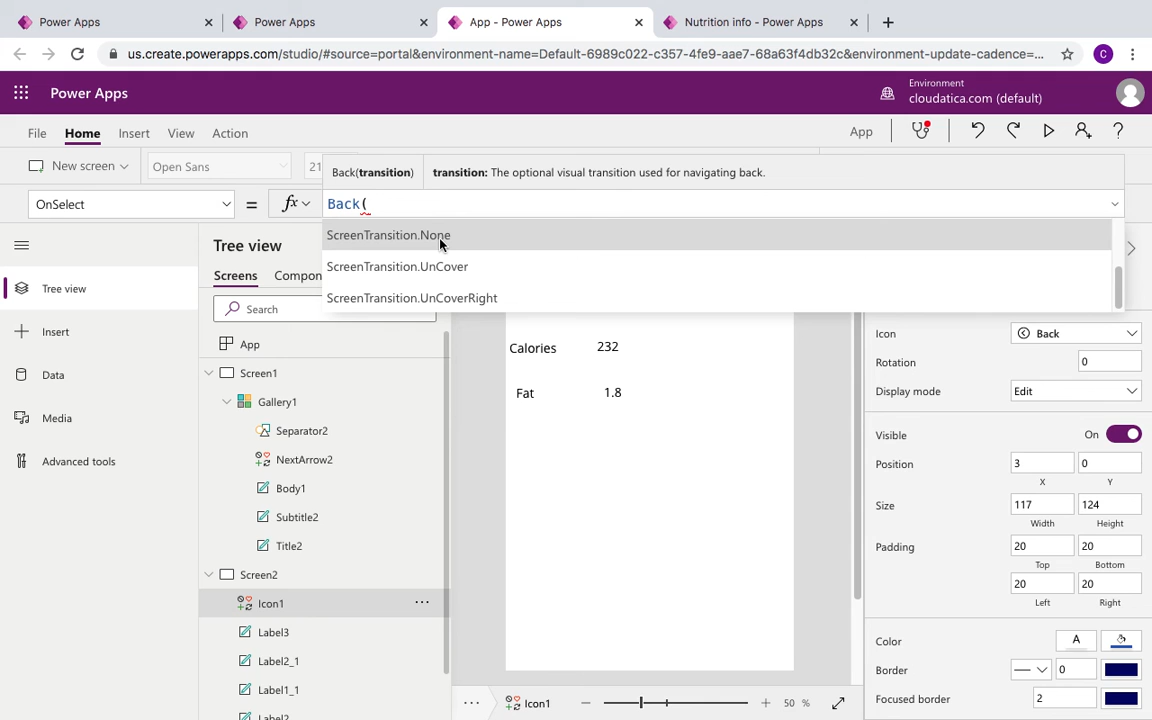 Power Apps
Power Apps
App - Power Apps
Nutrition info - Power Apps
us.create.powerapps.com/studio/#source=portal&environment-name=Default-6989c022-c357-4fe9-aae7-68a63f4db32c&environment-update-cadence=...
C
Power Apps
Environment
cloudatica.com (default)
File Home Insert View Action App
New screen Open Sans 21
Back(transition) transition: The optional visual transition used for navigating back.
OnSelect = fx Back(
ScreenTransition.None
ScreenTransition.UnCover
ScreenTransition.UnCoverRight
Tree view
Screens Compon
Search
Tree view
Insert
Data
Media
Advanced tools
App
Screen1
Gallery1
Separator2
NextArrow2
Body1
Subtitle2
Title2
Screen2
Icon1 ...
Label3
Label2_1
Label1_1
Label2
Calories 232
Fat 1.8
... Icon1 50 %
Icon Back
Rotation 0
Display mode Edit
Visible On
Position 3 0
X Y
Size 117 124
Width Height
Padding 20 20
Top Bottom
20 20
Left Right
Color A
Border 0
Focused border 2